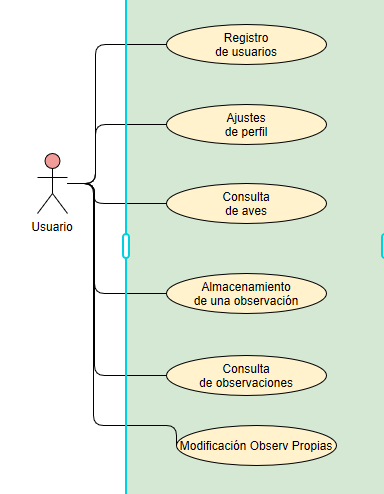 Registro
de usuarios
Ajustes
de perfil
Consulta
de aves
Usuario
Almacenamiento
de una observación
Consulta
de observaciones
Modificación Observ Propias